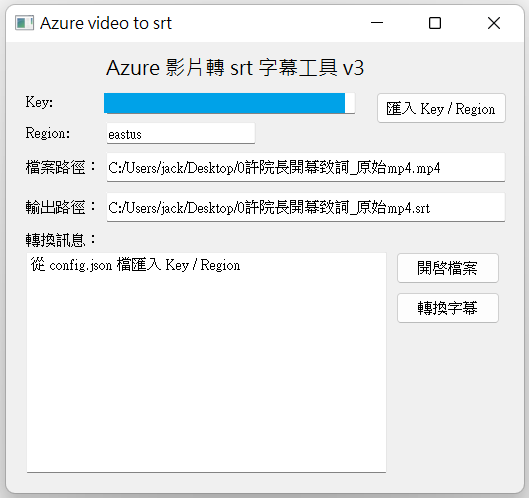 Azure video to srt
Azure 影片轉 srt 字幕工具 v3
Key:
匯入 Key / Region
Region:
eastus
檔案路徑：
C:/Users/jack/Desktop/0許院長開幕致詞_原始mp4.mp4
輸出路徑：
C:/Users/jack/Desktop/0許院長開幕致詞_原始mp4.srt
轉換訊息：
從 config.json 檔匯入 Key / Region
開啓檔案
轉換字幕